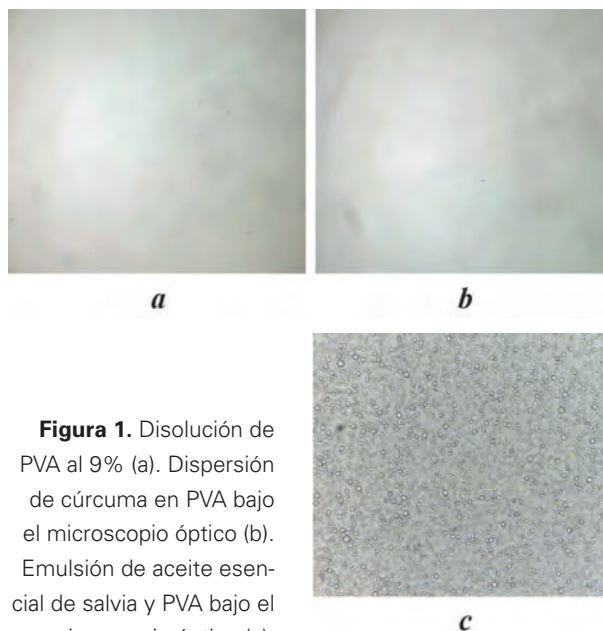 a
b
Figura 1. Disolución de
PVA al 9% (a). Dispersión
de cúrcuma en PVA bajo
el microscopio óptico (b).
Emulsión de aceite esen-
cial de salvia y PVA bajo el
c